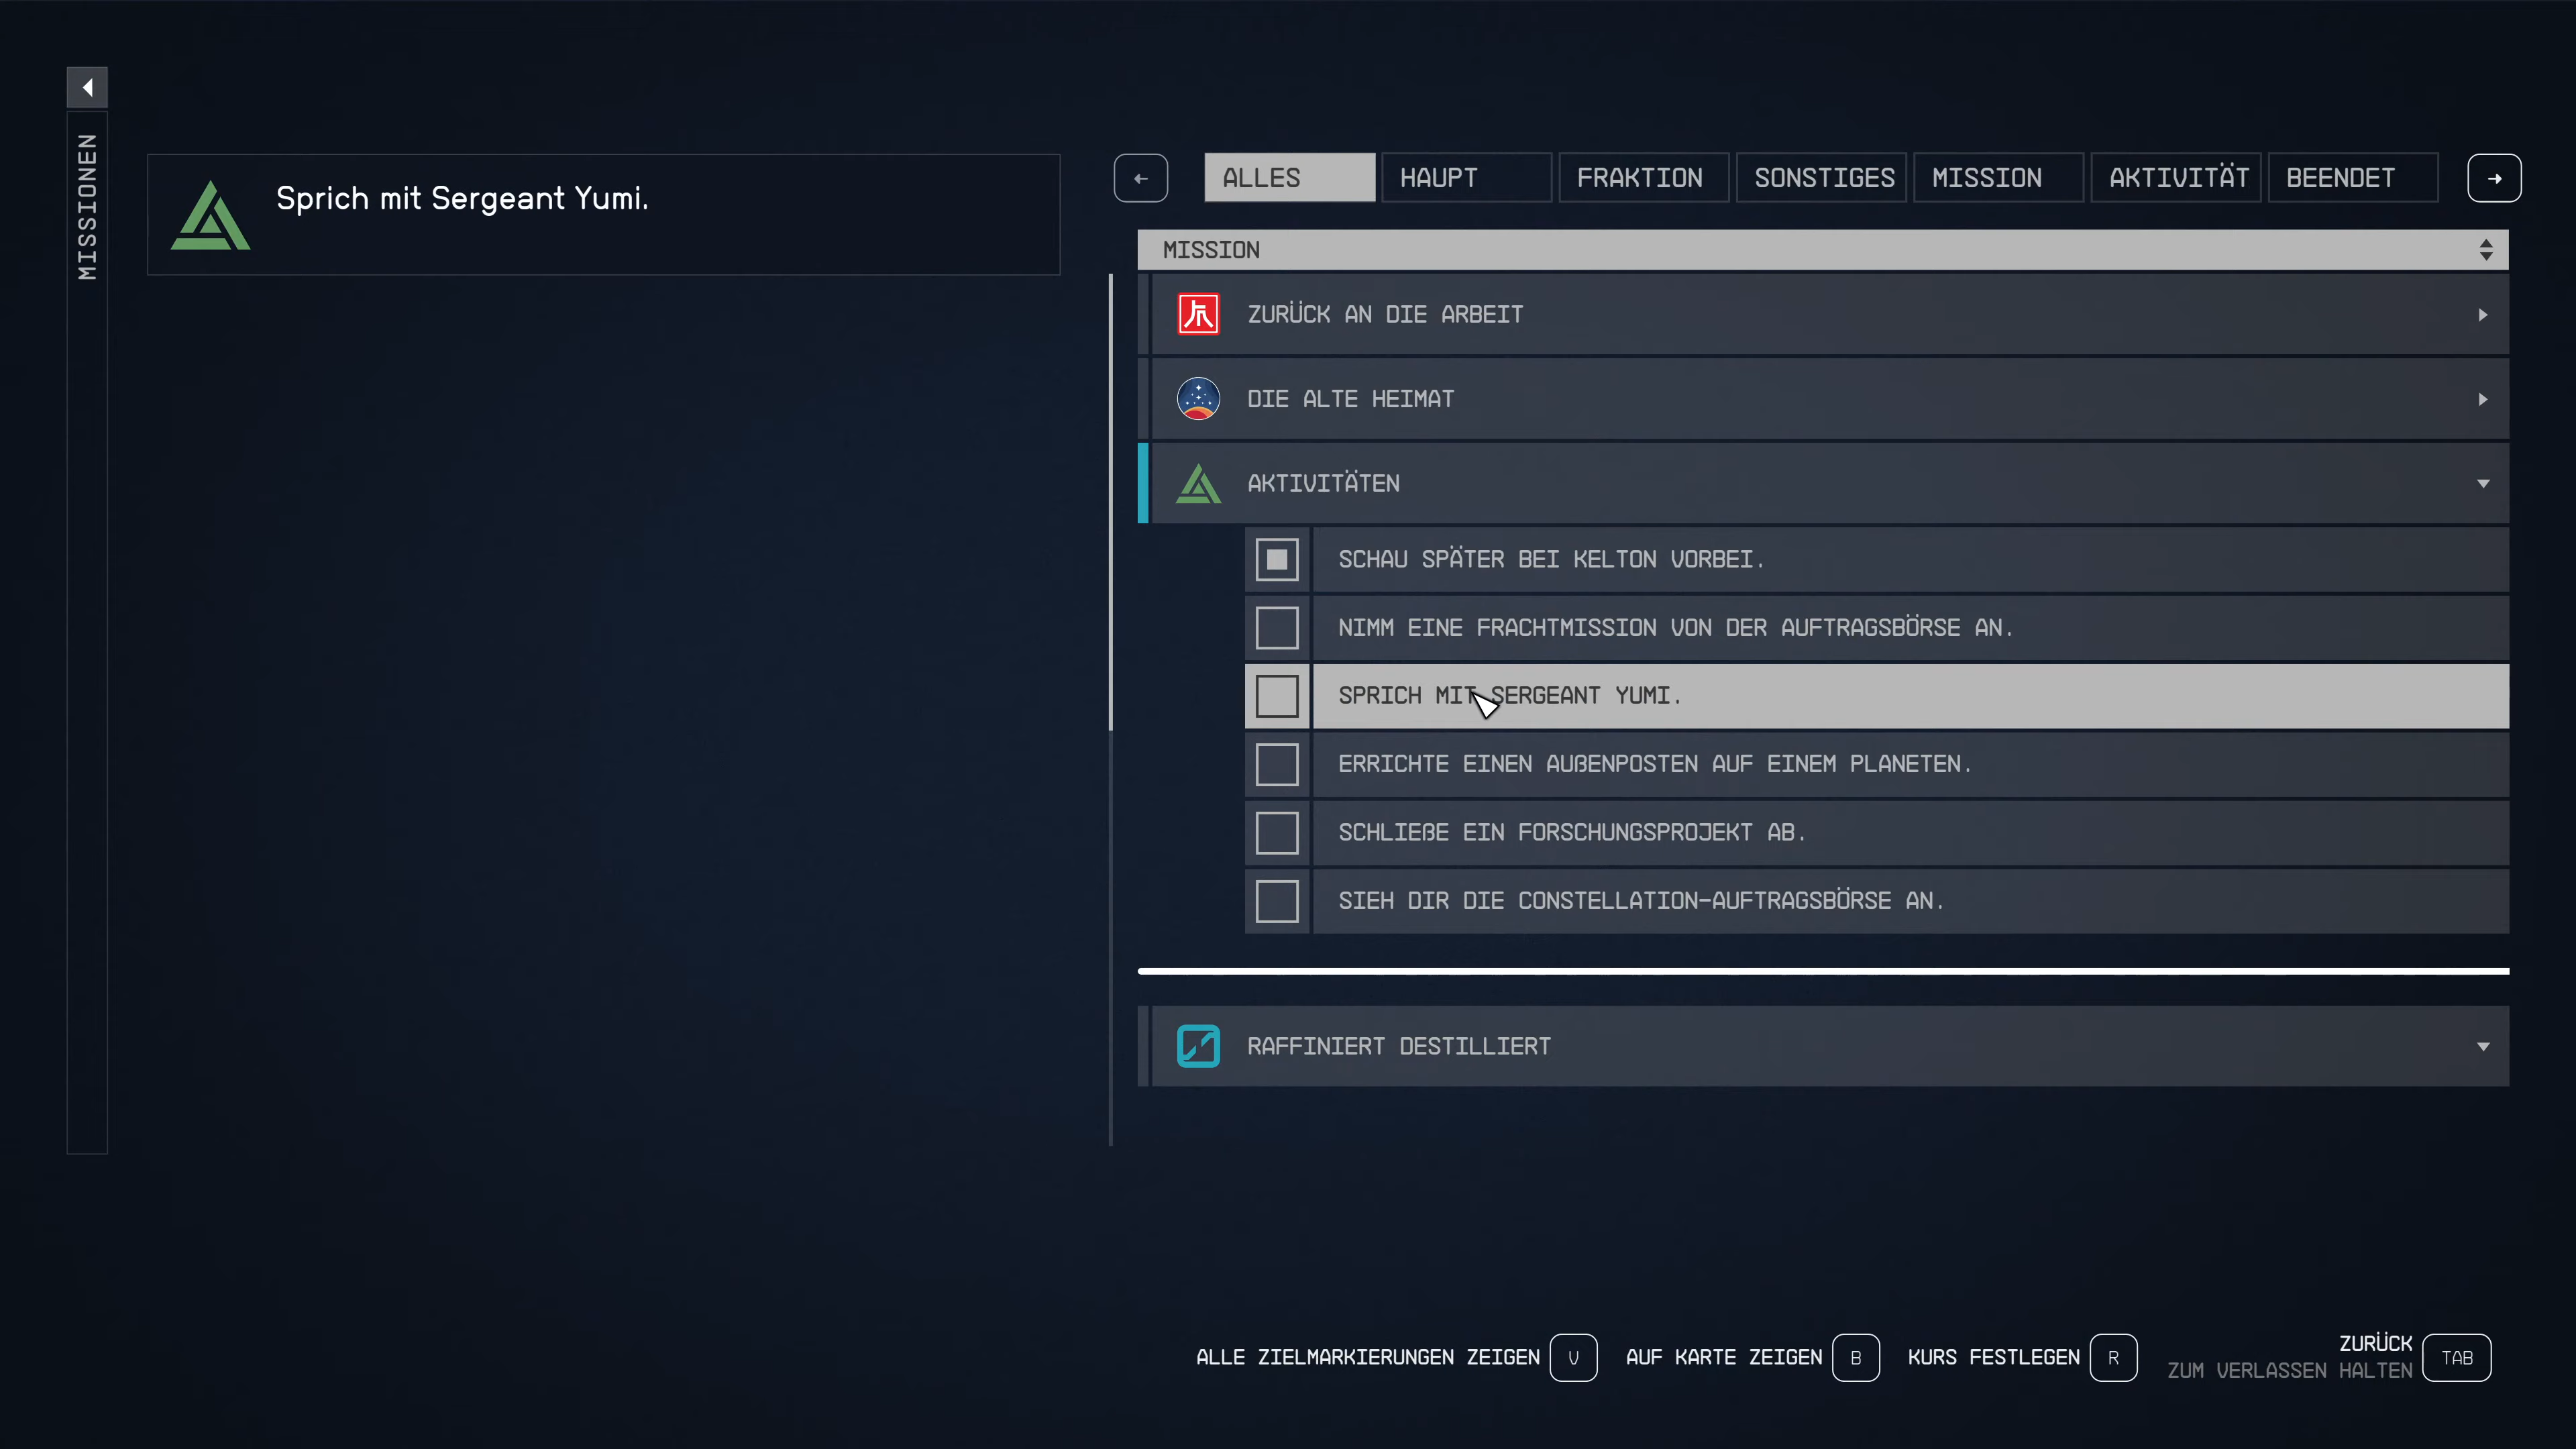 MISSIONEN
Sprich mit Sergeant Yumi.
ALLES
HAUPT
FRAKTION
SONSTIGES
MISSION
AKTIVITÄT
BEENDET
MISSION
ZURÜCK AN DIE ARBEIT
DIE ALTE HEIMAT
AKTIVITÄTEN
SCHAU SPÄTER BEI KELTON VORBEI.
NIMM EINE FRACHTMISSION VON DER AUFTRAGSBÖRSE AN.
SPRICH MIT SERGEANT YUMI.
ERRICHTE EINEN AUßENPOSTEN AUF EINEM PLANETEN.
SCHLIEßE EIN FORSCHUNGSPROJEKT AB.
SIEH DIR DIE CONSTELLATION-AUFTRAGSBÖRSE AN.
RAFFINIERT DESTILLIERT
ALLE ZIELMARKIERUNGEN ZEIGEN V
AUF KARTE ZEIGEN B
KURS FESTLEGEN R
ZURÜCK
ZUM VERLASSEN HALTEN
TAB